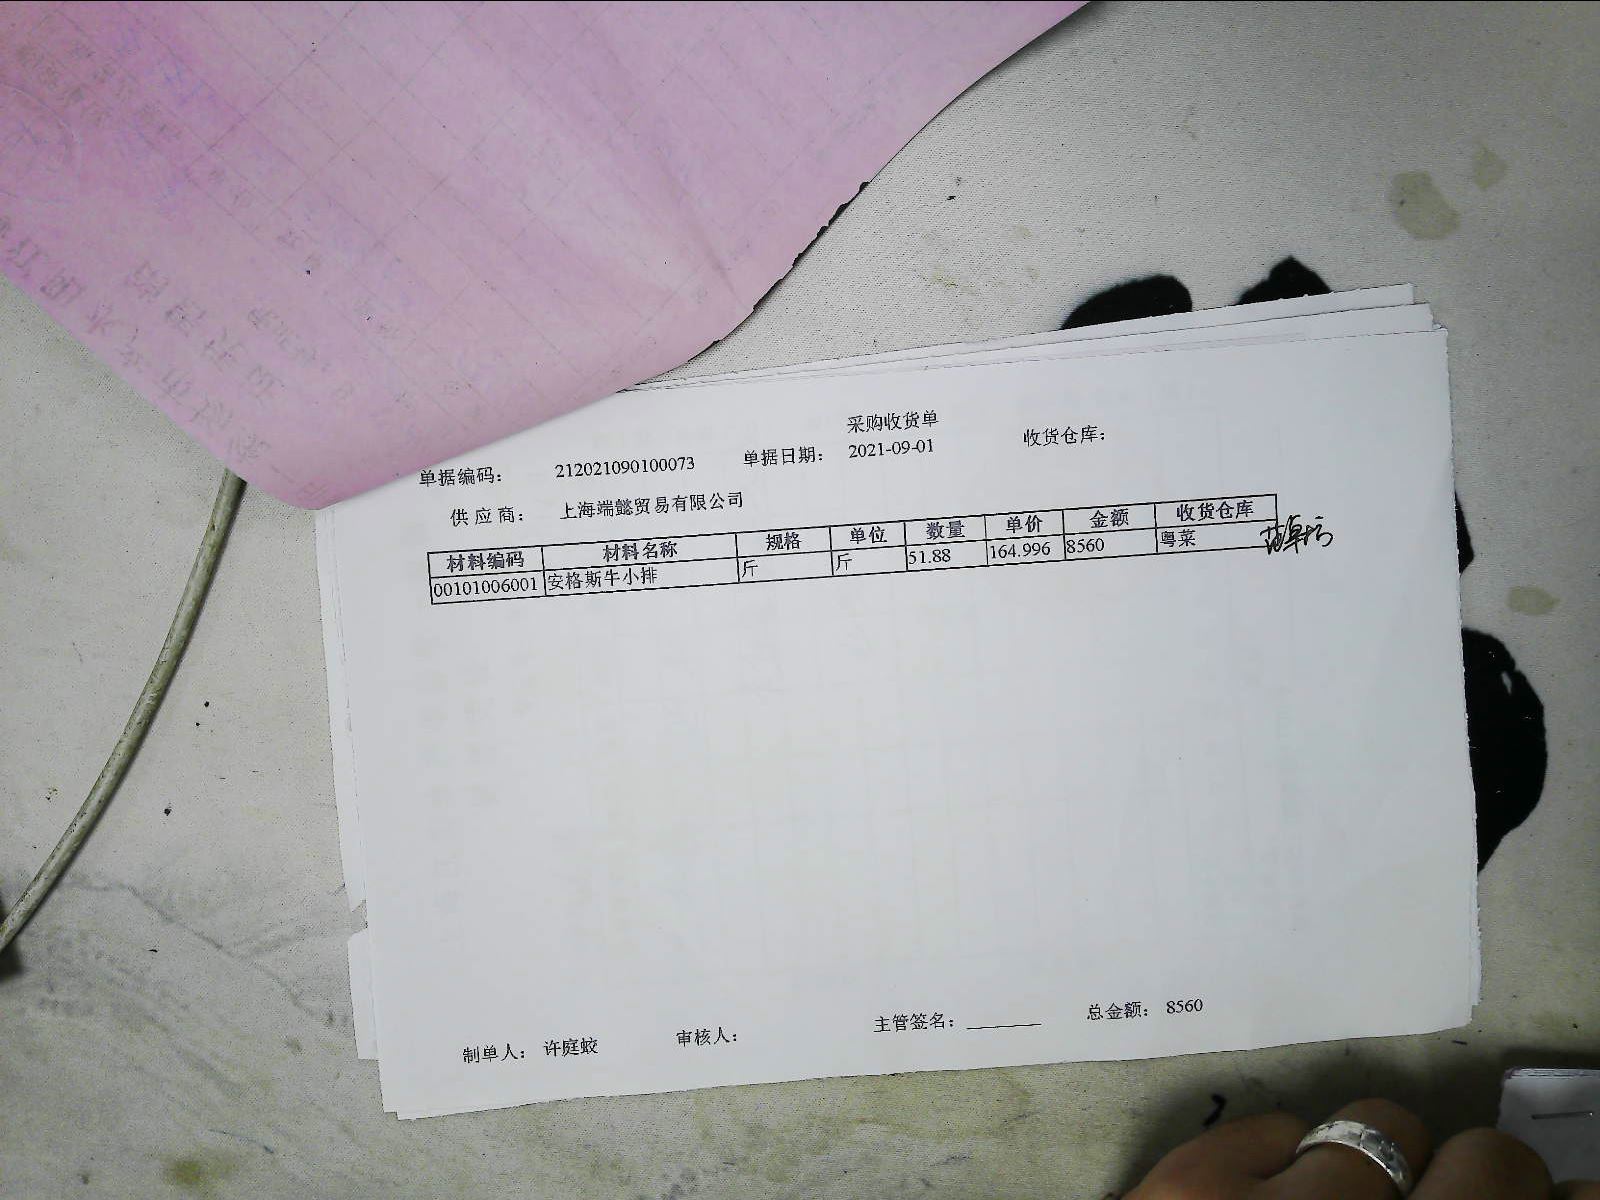 采购收货单
单据编码： 212021090100073 单据日期： 2021-09-01 收货仓库：
供应商： 上海端懿贸易有限公司
材料编码 材料名称 规格 单位 数量 单价 金额 收货仓库
00101006001 安格斯牛小排 斤 斤 51.88 164.996 8560 粤菜
制单人： 许庭蛟 审核人： 主管签名： 总金额： 8560